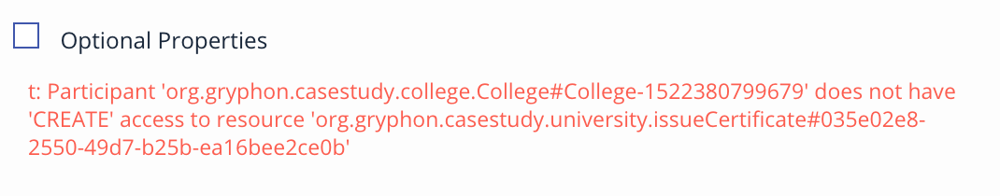 Optional Properties
t: Participant 'org.gryphon.casestudy.college.College#College-1522380799679' does not have
'CREATE' access to resource 'org.gryphon.casestudy.university.issueCertificate#035e02e8-
2550-49d7-b25b-ea16bee2ce0b'